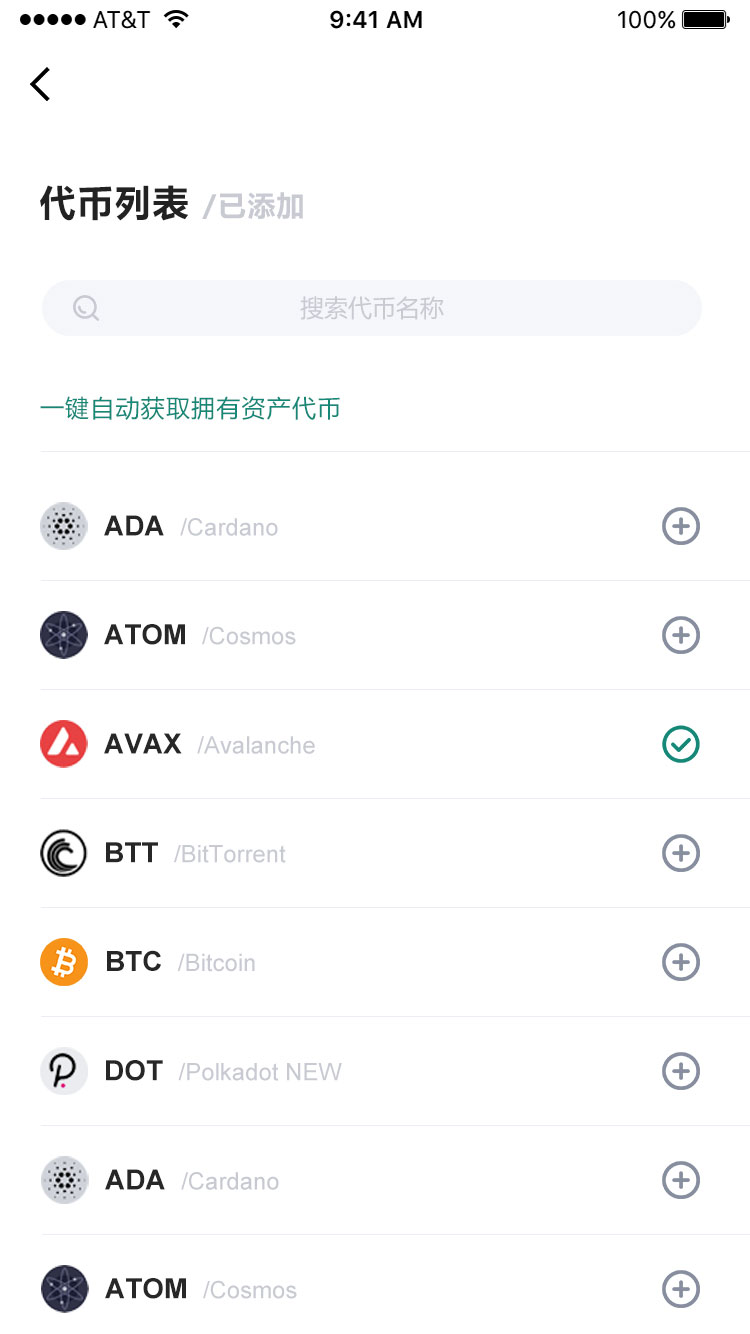 AT&T 9:41 AM 100%
代币列表 /已添加
搜索代币名称
一键自动获取拥有资产代币
ADA /Cardano
ATOM /Cosmos
AVAX /Avalanche
BTT /BitTorrent
BTC /Bitcoin
DOT /Polkadot NEW
ADA /Cardano
ATOM /Cosmos